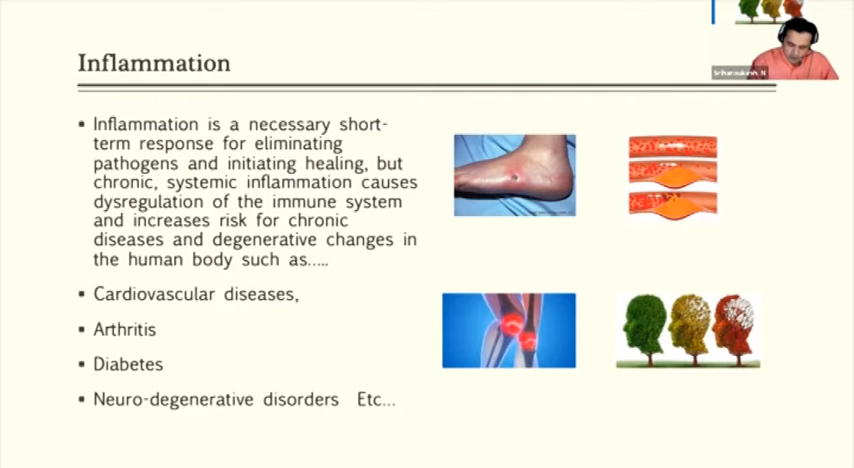 Inflammation
▪ Inflammation is a necessary short-
term response for eliminating
pathogens and initiating healing, but
chronic, systemic inflammation causes
dysregulation of the immune system
and increases risk for chronic
diseases and degenerative changes in
the human body such as.....
▪ Cardiovascular diseases,
▪ Arthritis
▪ Diabetes
▪ Neuro-degenerative disorders Etc...